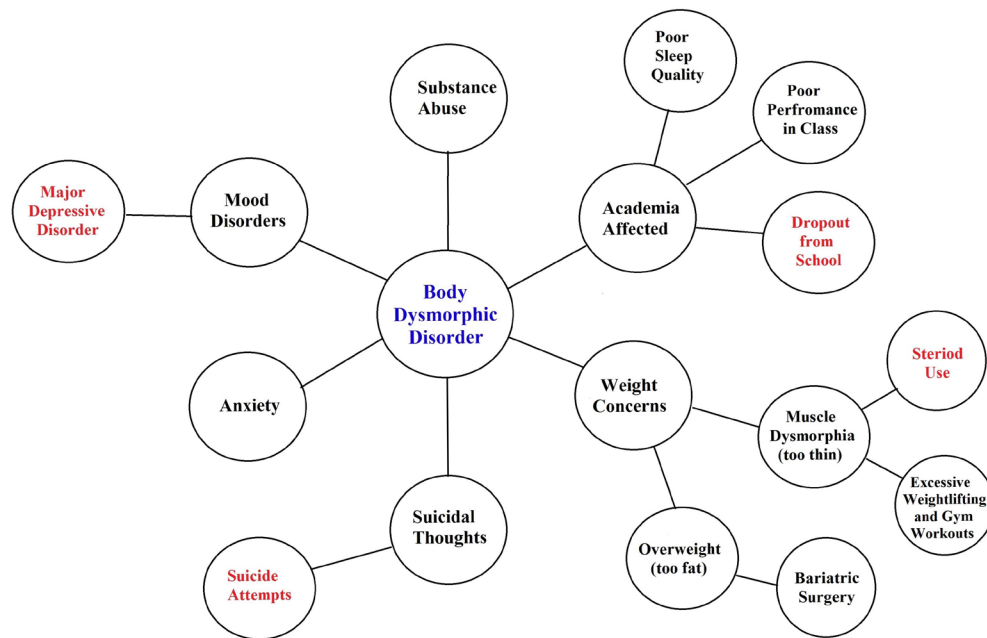 Poor
Sleep
Quality
Substance
Abuse
Poor
Perfromance
in Class
Major
Depressive
Disorder
Mood
Disorders
Academia
Affected
Dropout
from
School
Body
Dysmorphic
Disorder
Steriod
Use
Anxiety
Weight
Concerns
Muscle
Dysmorphia
(too thin)
Excessive
Weightlifting
and Gym
Workouts
Suicidal
Thoughts
Overweight
(too fat)
Suicide
Attempts
Bariatric
Surgery